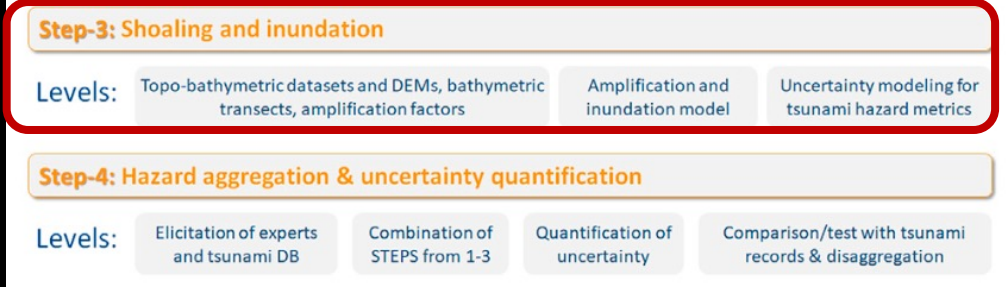 Step-3: Shoaling and inundation
Levels:
Topo-bathymetric datasets and DEMs, bathymetric
transects, amplification factors
Amplification and
inundation model
Uncertainty modeling for
tsunami hazard metrics
Step-4: Hazard aggregation & uncertainty quantification
Levels:
Elicitation of experts
and tsunami DB
Combination of
STEPS from 1-3
Quantification of
uncertainty
Comparison/test with tsunami
records & disaggregation